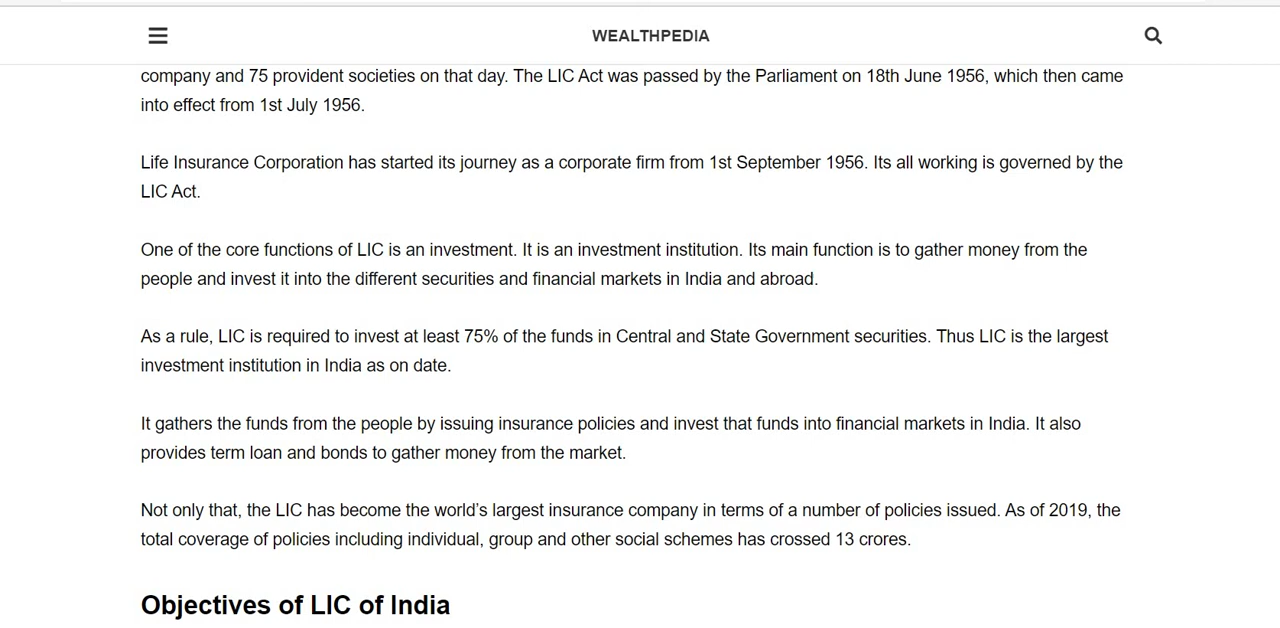 WEALTHPEDIA
company and 75 provident societies on that day. The LIC Act was passed by the Parliament on 18th June 1956, which then came
into effect from 1st July 1956.
Life Insurance Corporation has started its journey as a corporate firm from 1st September 1956. Its all working is governed by the
LIC Act.
One of the core functions of LIC is an investment. It is an investment institution. Its main function is to gather money from the
people and invest it into the different securities and financial markets in India and abroad.
As a rule, LIC is required to invest at least 75% of the funds in Central and State Government securities. Thus LIC is the largest
investment institution in India as on date.
It gathers the funds from the people by issuing insurance policies and invest that funds into financial markets in India. It also
provides term loan and bonds to gather money from the market.
Not only that, the LIC has become the world’s largest insurance company in terms of a number of policies issued. As of 2019, the
total coverage of policies including individual, group and other social schemes has crossed 13 crores.
Objectives of LIC of India